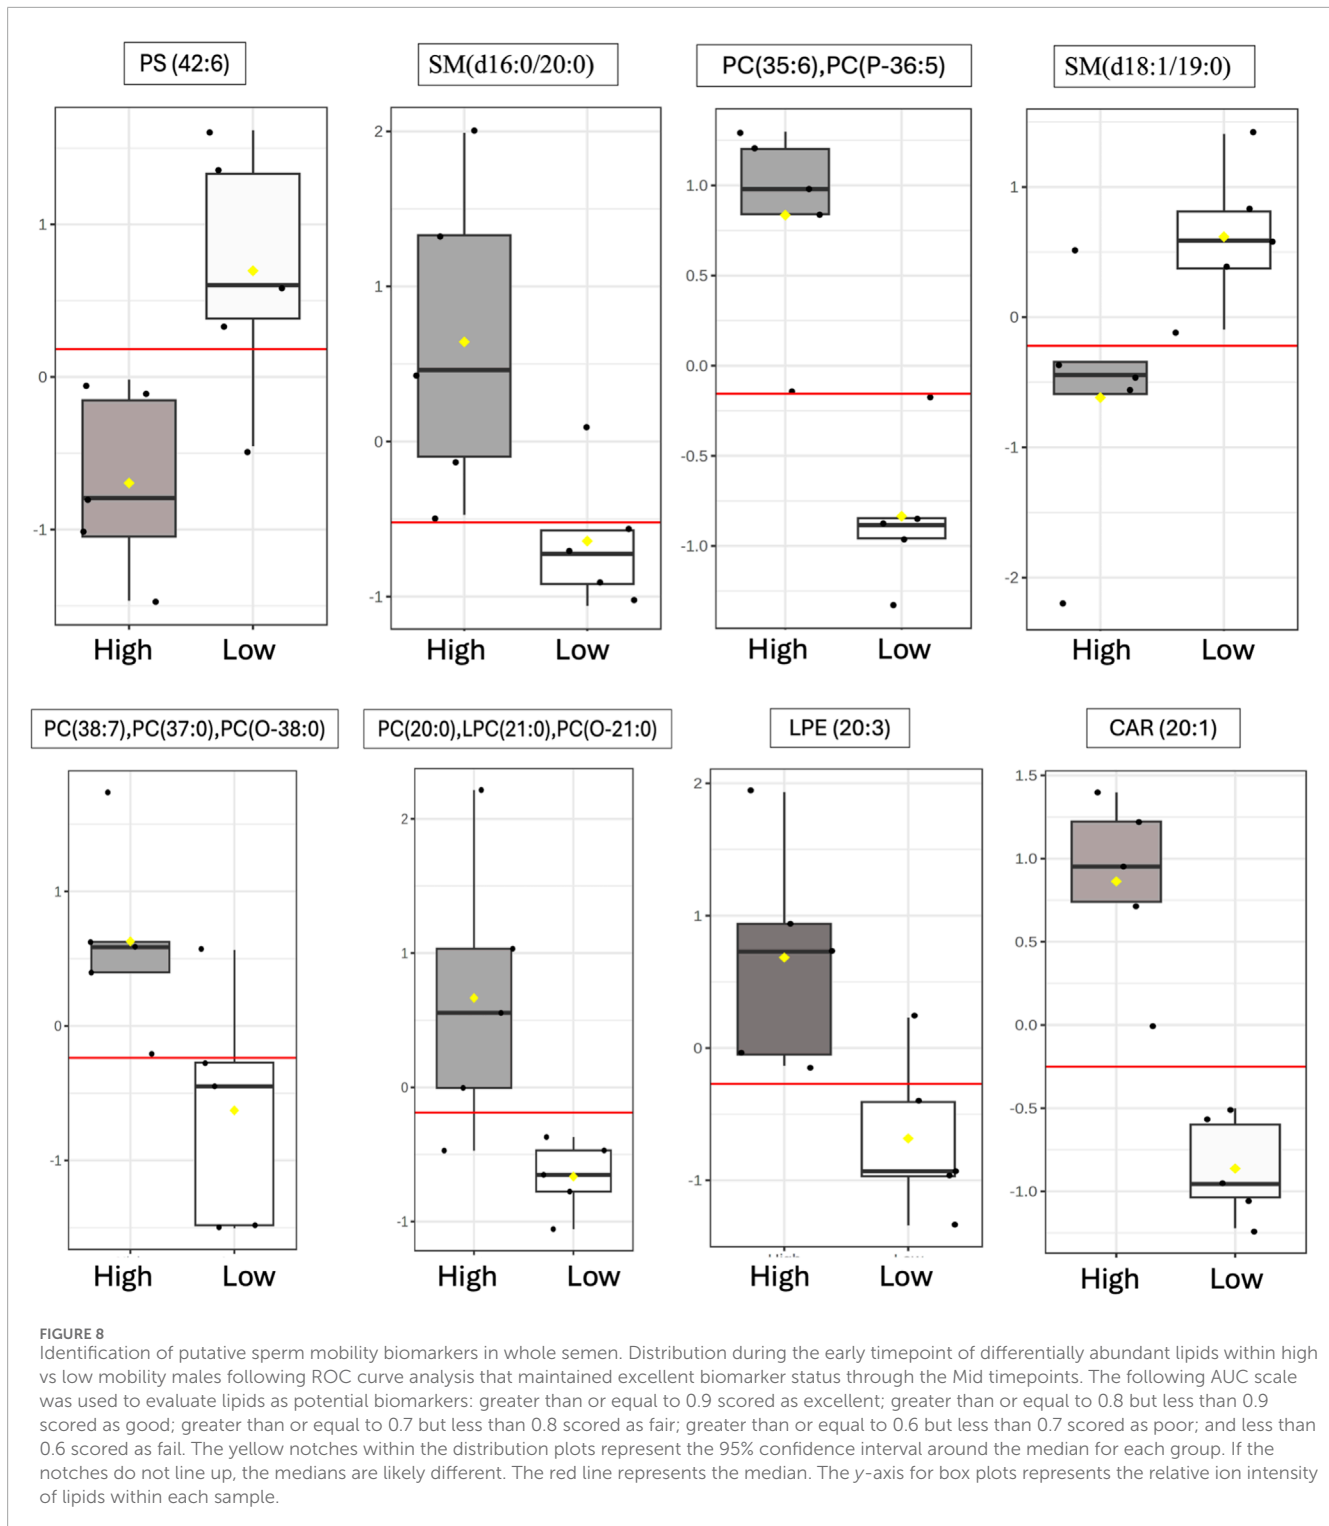 PS (42:6)
SM(d16:0/20:0)
PC(35:6),PC(P-36:5)
SM(d18:1/19:0)
1
0
-1
High
Low
2
1
0
-1
High
Low
1.0
0.5
0.0
-0.5
-1.0
High
Low
1
0
-1
-2
High
Low
PC(38:7),PC(37:0),PC(O-38:0)
PC(20:0),LPC(21:0),PC(O-21:0)
LPE (20:3)
CAR (20:1)
1
0
-1
High
Low
2
1
0
-1
High
Low
2
1
0
-1
High
Low
1.5
1.0
0.5
0.0
-0.5
-1.0
High
Low
FIGURE 8
Identification of putative sperm mobility biomarkers in whole semen. Distribution during the early timepoint of differentially abundant lipids within high
vs low mobility males following ROC curve analysis that maintained excellent biomarker status through the Mid timepoints. The following AUC scale
was used to evaluate lipids as potential biomarkers: greater than or equal to 0.9 scored as excellent; greater than or equal to 0.8 but less than 0.9
scored as good; greater than or equal to 0.7 but less than 0.8 scored as fair; greater than or equal to 0.6 but less than 0.7 scored as poor; and less than
0.6 scored as fail. The yellow notches within the distribution plots represent the 95% confidence interval around the median for each group. If the
notches do not line up, the medians are likely different. The red line represents the median. The y-axis for box plots represents the relative ion intensity
of lipids within each sample.